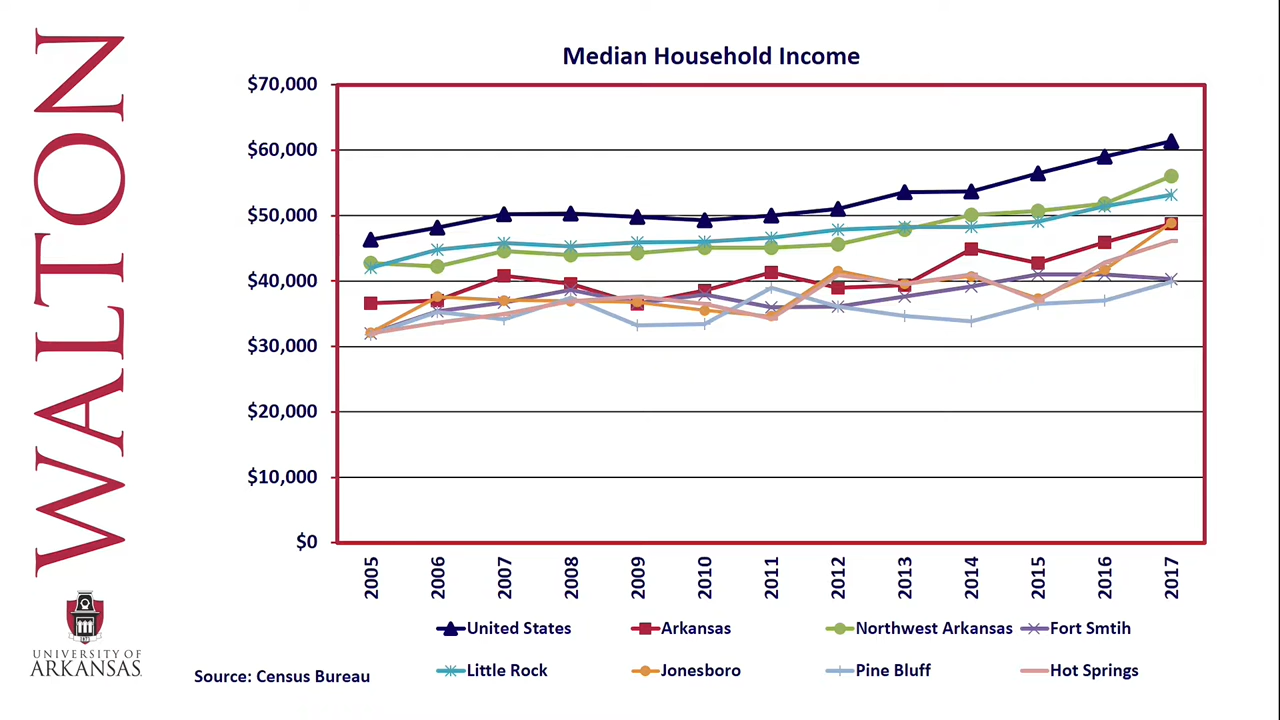 WALTON
UNIVERSITY OF
ARKANSAS
Median Household Income
$70,000
$60,000
$50,000
$40,000
$30,000
$20,000
$10,000
$0
2005 2006 2007 2008 2009 2010 2011 2012 2013 2014 2015 2016 2017
United States Arkansas Northwest Arkansas Fort Smtih
Little Rock Jonesboro Pine Bluff Hot Springs
Source: Census Bureau